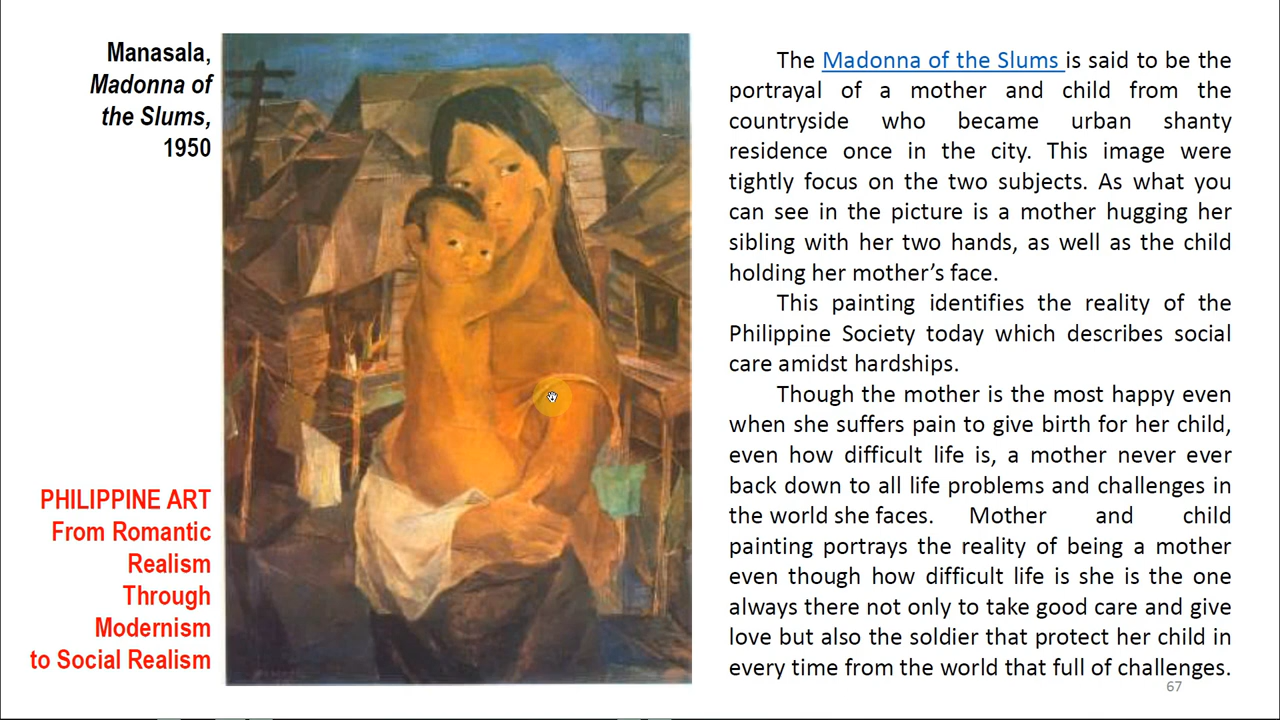 Manasala,
Madonna of
the Slums,
1950
PHILIPPINE ART
From Romantic
Realism
Through
Modernism
to Social Realism
The Madonna of the Slums is said to be the
portrayal of a mother and child from the
countryside who became urban shanty
residence once in the city. This image were
tightly focus on the two subjects. As what you
can see in the picture is a mother hugging her
sibling with her two hands, as well as the child
holding her mother’s face.
This painting identifies the reality of the
Philippine Society today which describes social
care amidst hardships.
Though the mother is the most happy even
when she suffers pain to give birth for her child,
even how difficult life is, a mother never ever
back down to all life problems and challenges in
the world she faces. Mother and child
painting portrays the reality of being a mother
even though how difficult life is she is the one
always there not only to take good care and give
love but also the soldier that protect her child in
every time from the world that full of challenges.
67